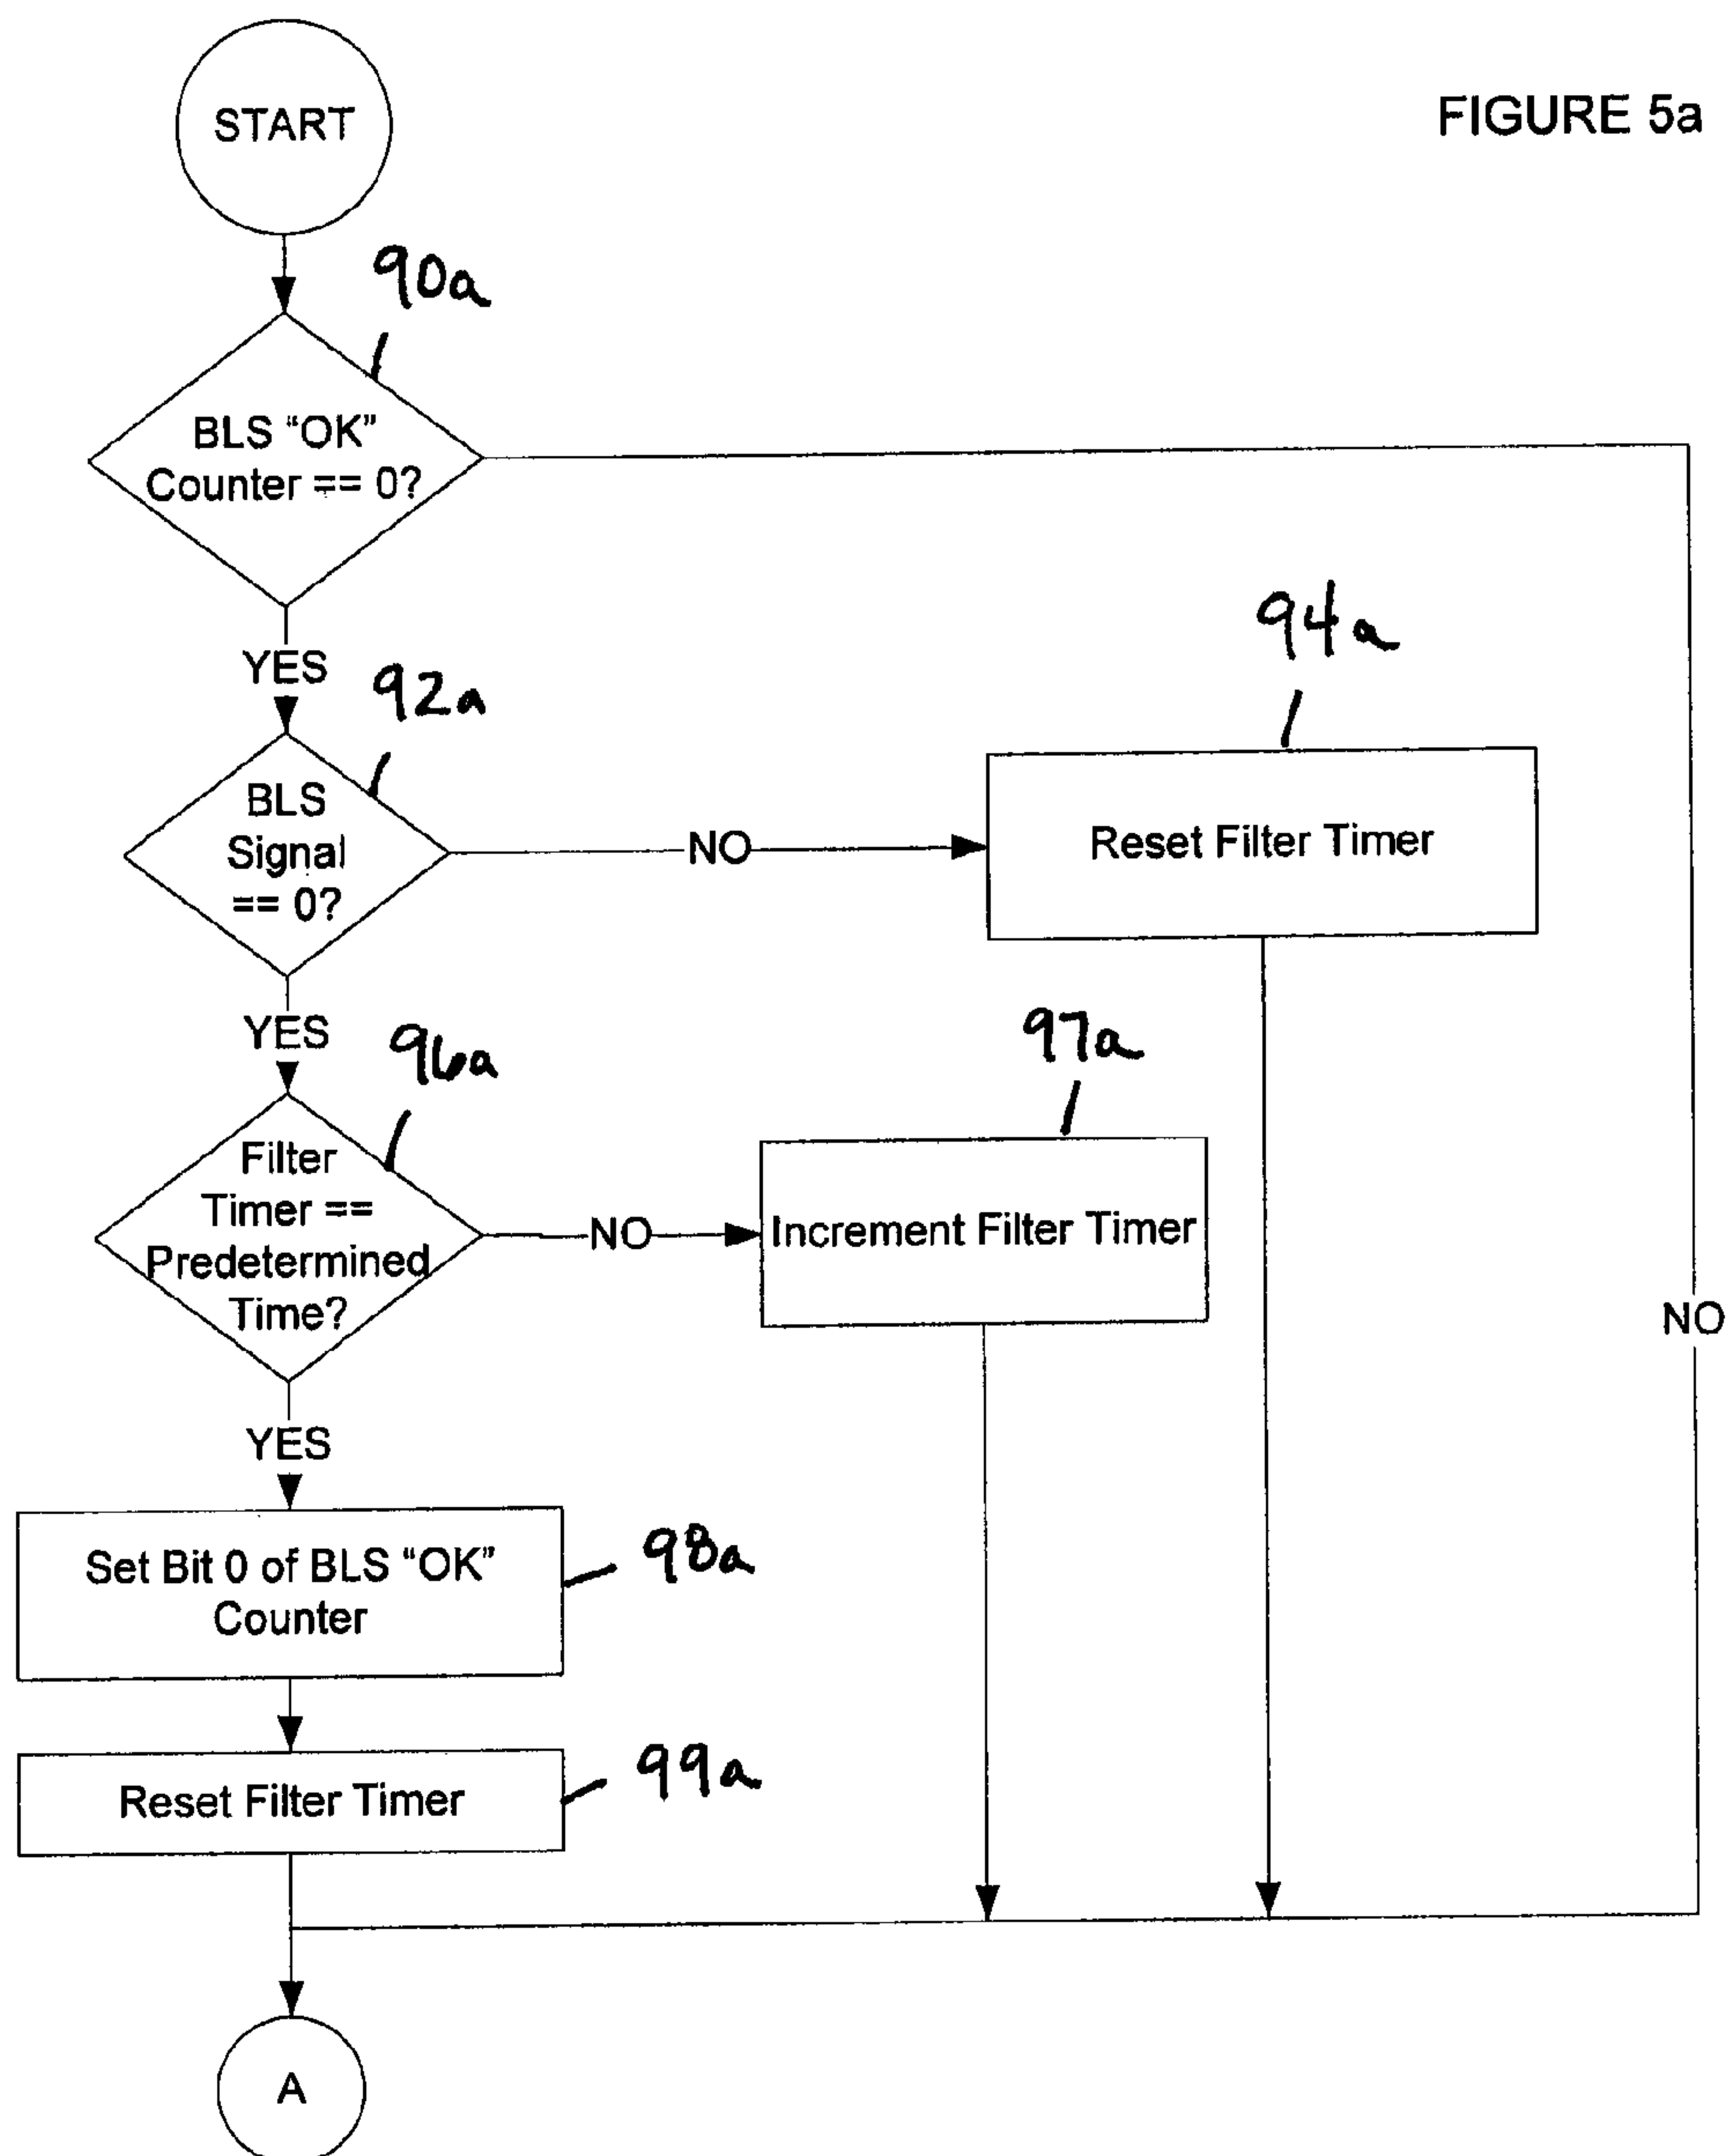 FIGURE 5a
START
90a
BLS “OK”
Counter == 0?
YES
92a
94a
BLS
Signal
== 0?
NO
Reset Filter Timer
YES
96a
97a
Filter
Timer ==
Predetermined
Time?
NO
Increment Filter Timer
NO
YES
Set Bit 0 of BLS “OK”
Counter
98a
Reset Filter Timer
99a
A